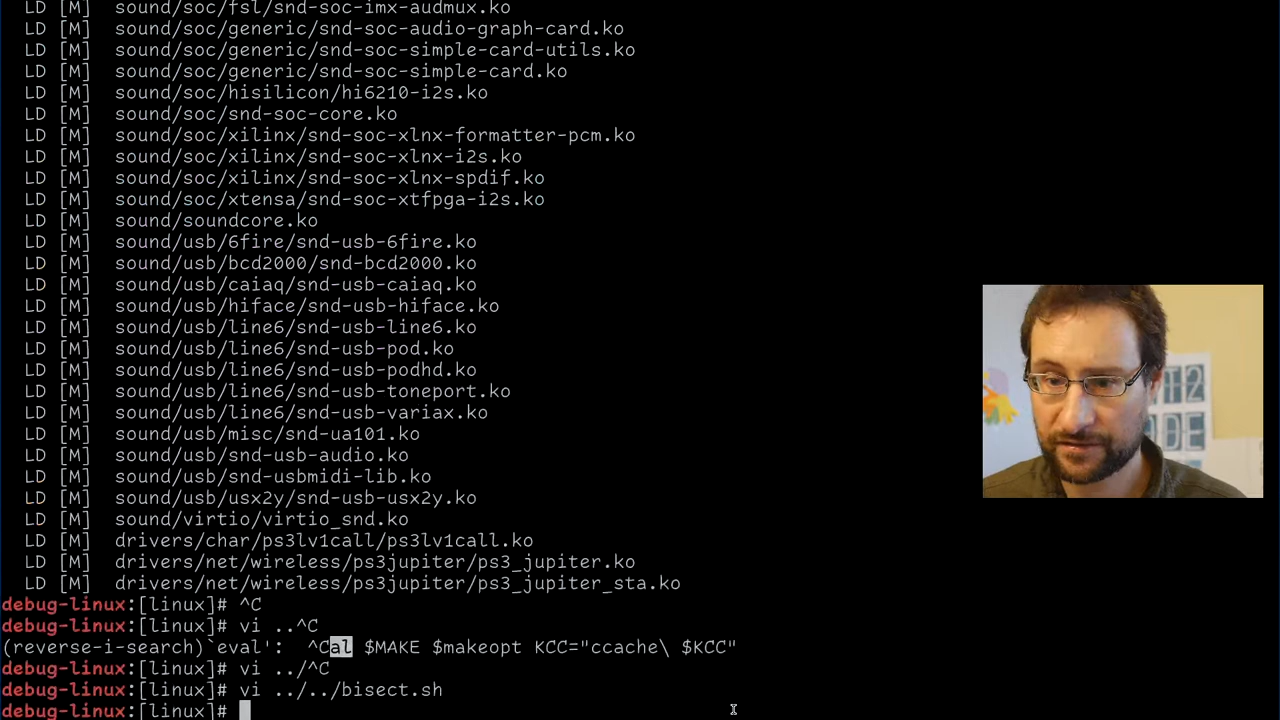 LD [M] sound/soc/fsl/snd-soc-imx-audmux.ko
LD [M] sound/soc/generic/snd-soc-audio-graph-card.ko
LD [M] sound/soc/generic/snd-soc-simple-card-utils.ko
LD [M] sound/soc/generic/snd-soc-simple-card.ko
LD [M] sound/soc/hisilicon/hi6210-i2s.ko
LD [M] sound/soc/snd-soc-core.ko
LD [M] sound/soc/xilinx/snd-soc-xlnx-formatter-pcm.ko
LD [M] sound/soc/xilinx/snd-soc-xlnx-i2s.ko
LD [M] sound/soc/xilinx/snd-soc-xlnx-spdif.ko
LD [M] sound/soc/xtensa/snd-soc-xtfpga-i2s.ko
LD [M] sound/soundcore.ko
LD [M] sound/usb/6fire/snd-usb-6fire.ko
LD [M] sound/usb/bcd2000/snd-bcd2000.ko
LD [M] sound/usb/caiaq/snd-usb-caiaq.ko
LD [M] sound/usb/hiface/snd-usb-hiface.ko
LD [M] sound/usb/line6/snd-usb-line6.ko
LD [M] sound/usb/line6/snd-usb-pod.ko
LD [M] sound/usb/line6/snd-usb-podhd.ko
LD [M] sound/usb/line6/snd-usb-toneport.ko
LD [M] sound/usb/line6/snd-usb-variax.ko
LD [M] sound/usb/misc/snd-ua101.ko
LD [M] sound/usb/snd-usb-audio.ko
LD [M] sound/usb/snd-usbmidi-lib.ko
LD [M] sound/usb/usx2y/snd-usb-usx2y.ko
LD [M] sound/virtio/virtio_snd.ko
LD [M] drivers/char/ps3lv1call/ps3lv1call.ko
LD [M] drivers/net/wireless/ps3jupiter/ps3_jupiter.ko
LD [M] drivers/net/wireless/ps3jupiter/ps3_jupiter_sta.ko
debug-linux:[linux]# ^C
debug-linux:[linux]# vi ..^C
(reverse-i-search)`eval': ^Cal $MAKE $makeopt KCC="ccache\ $KCC"
debug-linux:[linux]# vi ../^C
debug-linux:[linux]# vi ../../bisect.sh
debug-linux:[linux]#